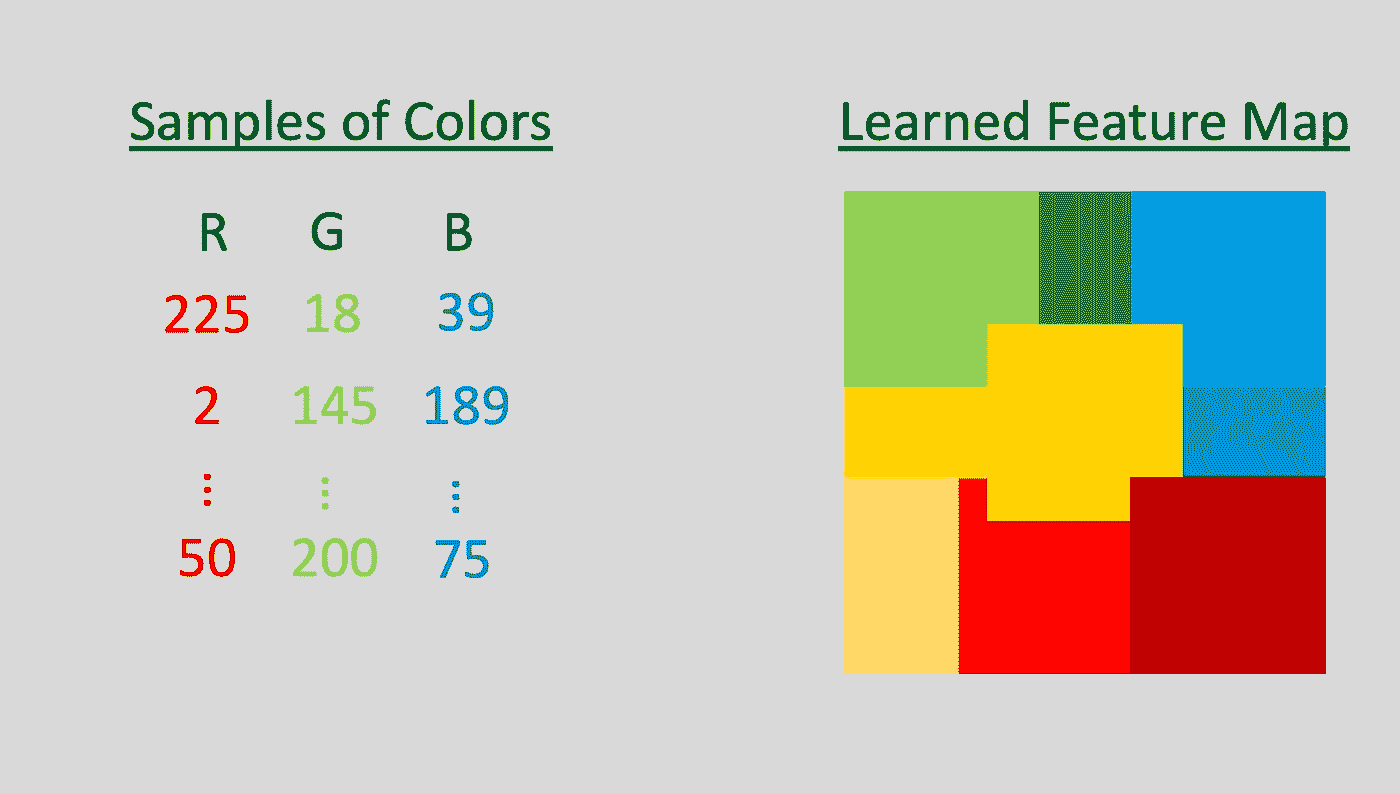 Samples of Colors
R G B
225 18 39
2 145 189
⋮ ⋮ ⋮
50 200 75
Learned Feature Map